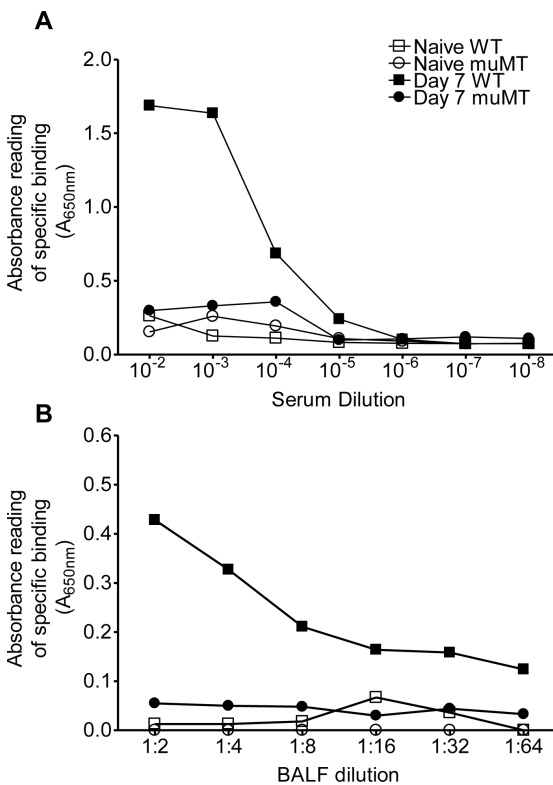 A
Naive WT
Naive muMT
Day 7 WT
Day 7 muMT
Absorbance reading
of specific binding
(A650nm)
2.0
1.5
1.0
0.5
0.0
10-2
10-3
10-4
10-5
10-6
10-7
10-8
Serum Dilution
B
Absorbance reading
of specific binding
(A650nm)
0.6
0.5
0.4
0.3
0.2
0.1
0.0
1:2
1:4
1:8
1:16
1:32
1:64
BALF dilution